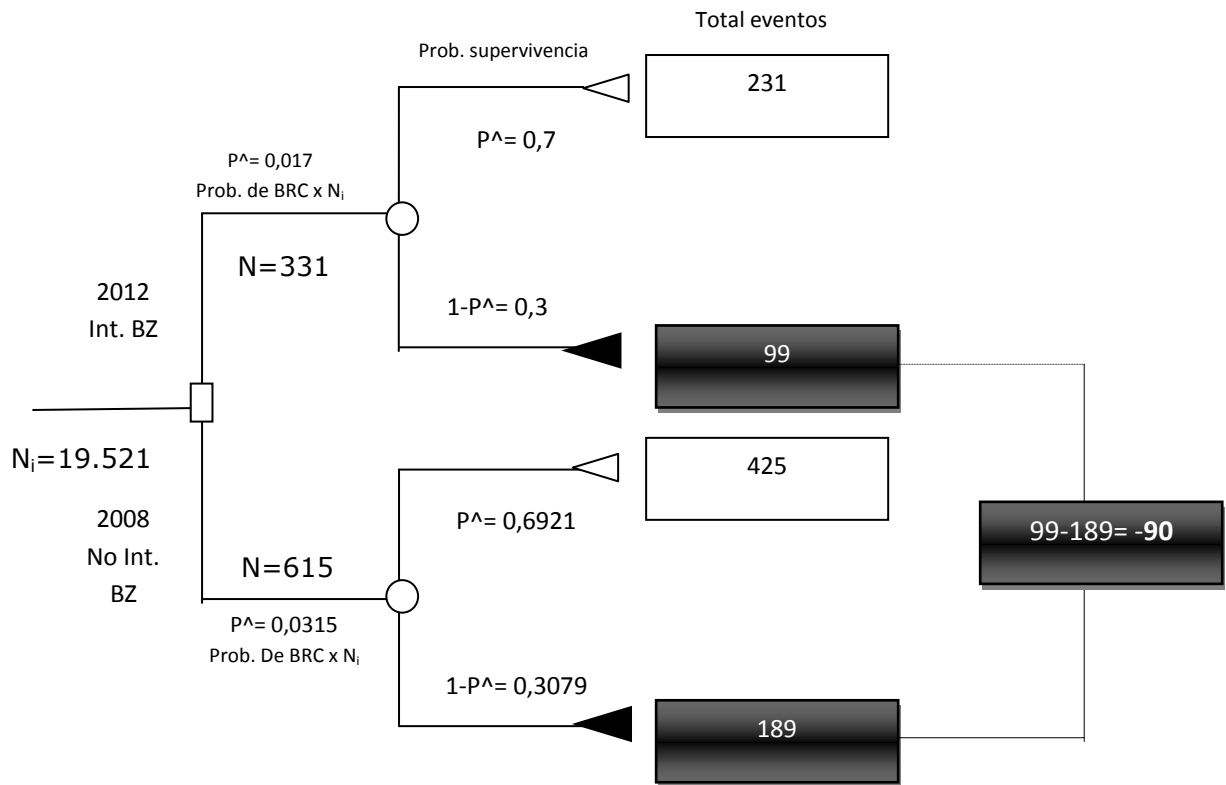 Total eventos
Prob. supervivencia
231
P^= 0,7
P^= 0,017
Prob. de BRC x Nᵢ
N=331
2012
Int. BZ
1-P^= 0,3
99
Nᵢ=19.521
425
P^= 0,6921
2008
No Int.
BZ
N=615
P^= 0,0315
Prob. De BRC x Nᵢ
99-189= -90
1-P^= 0,3079
189